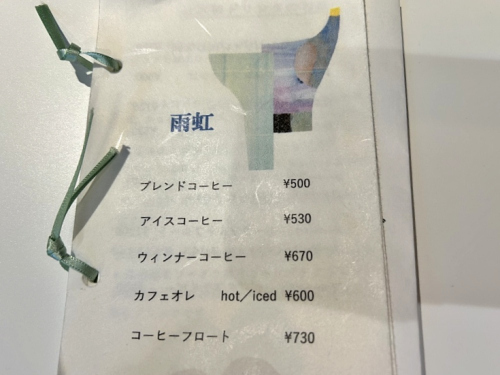 雨虹
ブレンドコーヒー ¥500
アイスコーヒー ¥530
ウィンナーコーヒー ¥670
カフェオレ hot/iced ¥600
コーヒーフロート ¥730